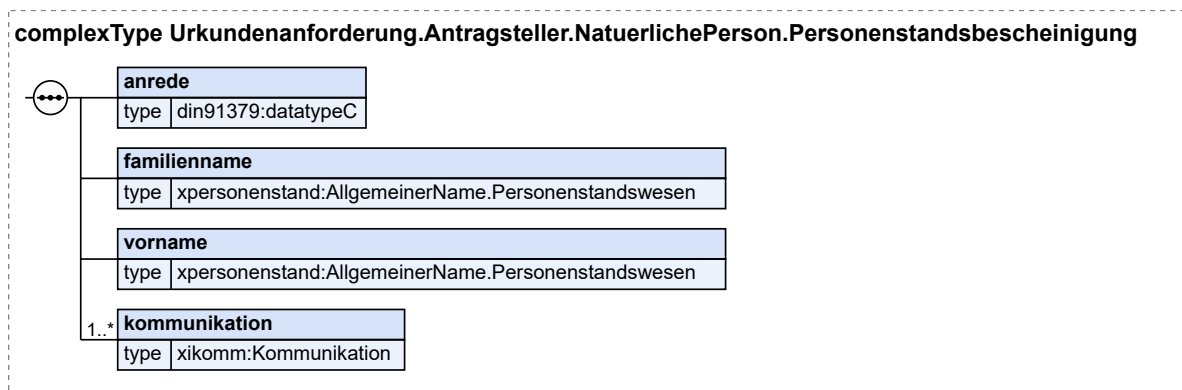 complexType Urkundenanforderung.Antragsteller.NatuerlichePerson.Personenstandsbescheinigung
anrede
type din91379:datatypeC
familienname
type xpersonenstand:AllgemeinerName.Personenstandswesen
vorname
type xpersonenstand:AllgemeinerName.Personenstandswesen
1..* kommunikation
type xikomm:Kommunikation